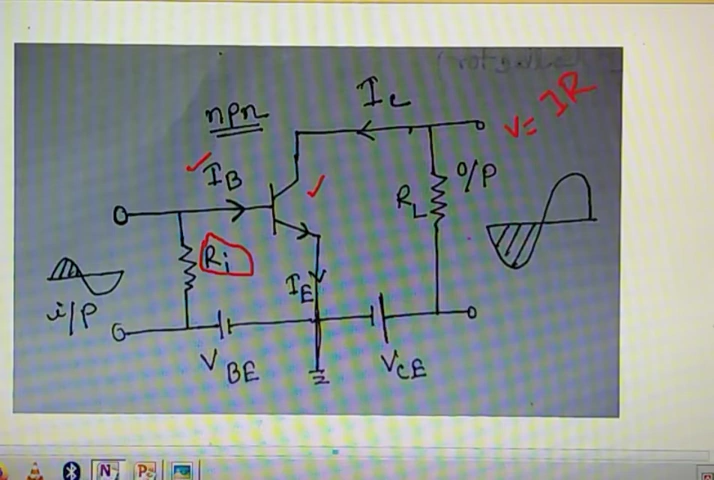 npn
I_C
V = IR
I_B
R_L
O/P
R_i
i/P
I_E
V_BE
V_CE